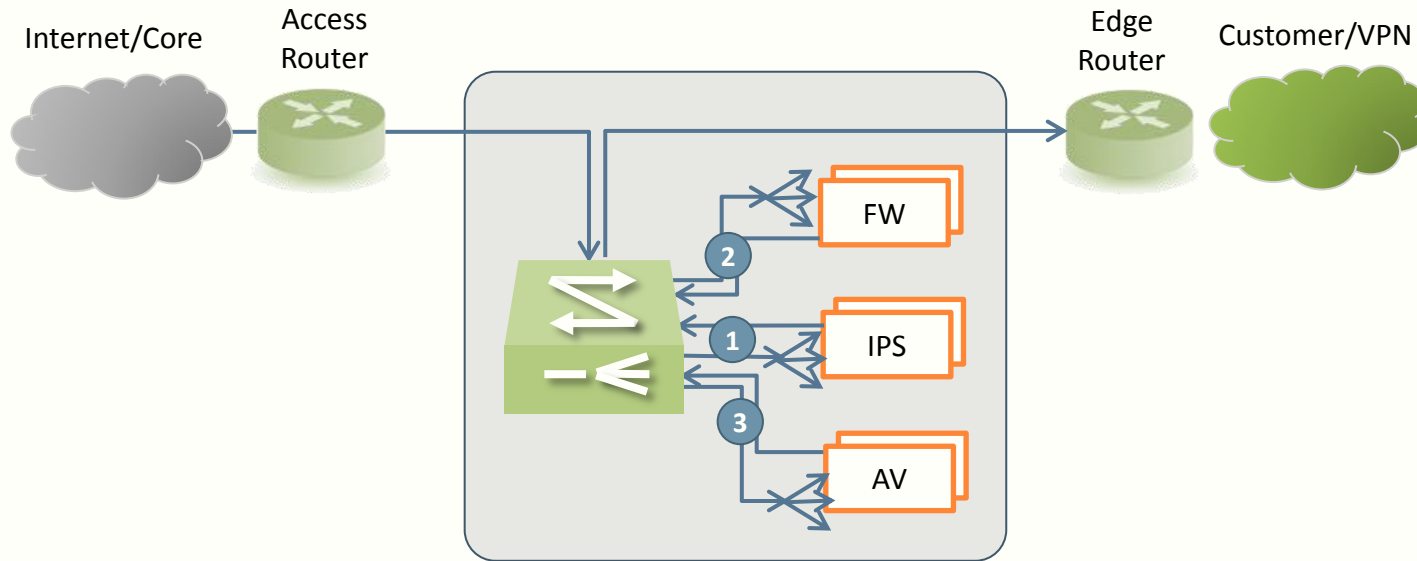 Internet/Core
Access
Router
Edge
Router
Customer/VPN
FW
2
1
IPS
3
AV